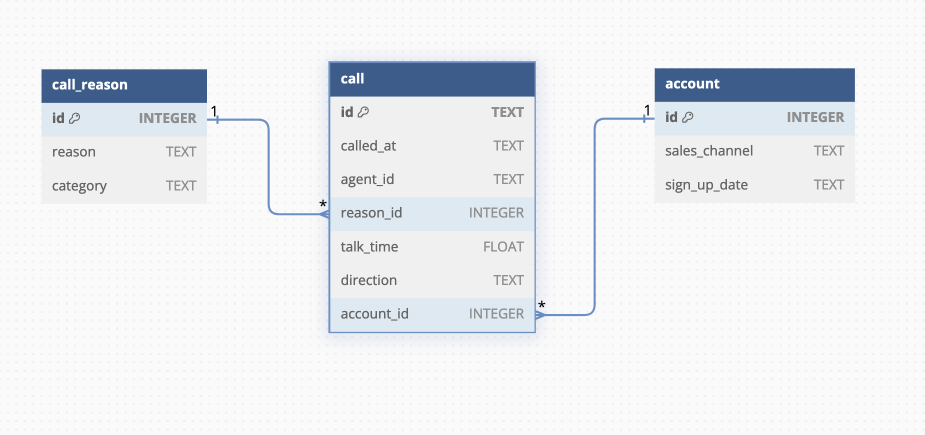 call_reason
id INTEGER
reason TEXT
category TEXT
1
*
call
id TEXT
called_at TEXT
agent_id TEXT
reason_id INTEGER
talk_time FLOAT
direction TEXT
account_id INTEGER
*
1
account
id INTEGER
sales_channel TEXT
sign_up_date TEXT